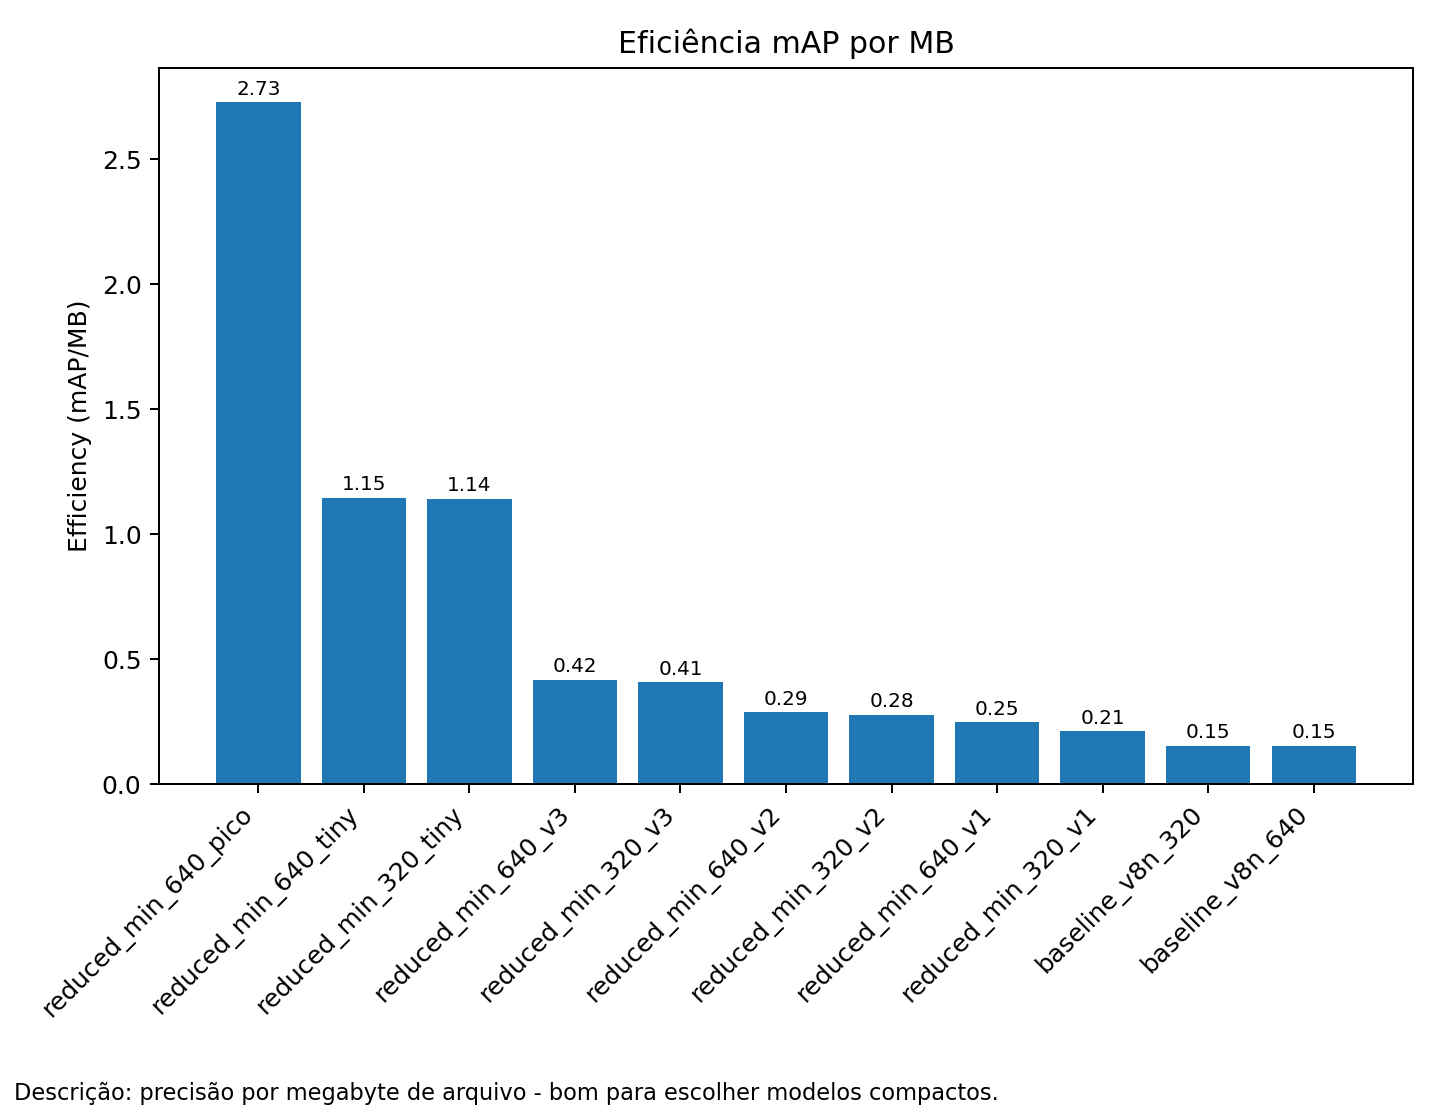 Eficiência mAP por MB
Efficiency (mAP/MB)
2.5
2.0
1.5
1.0
0.5
0.0
2.73
1.15
1.14
0.42
0.41
0.29
0.28
0.25
0.21
0.15
0.15
reduced_min_640_pico
reduced_min_640_tiny
reduced_min_320_tiny
reduced_min_640_v3
reduced_min_320_v3
reduced_min_640_v2
reduced_min_320_v2
reduced_min_640_v1
reduced_min_320_v1
baseline_v8n_320
baseline_v8n_640
Descrição: precisão por megabyte de arquivo - bom para escolher modelos compactos.